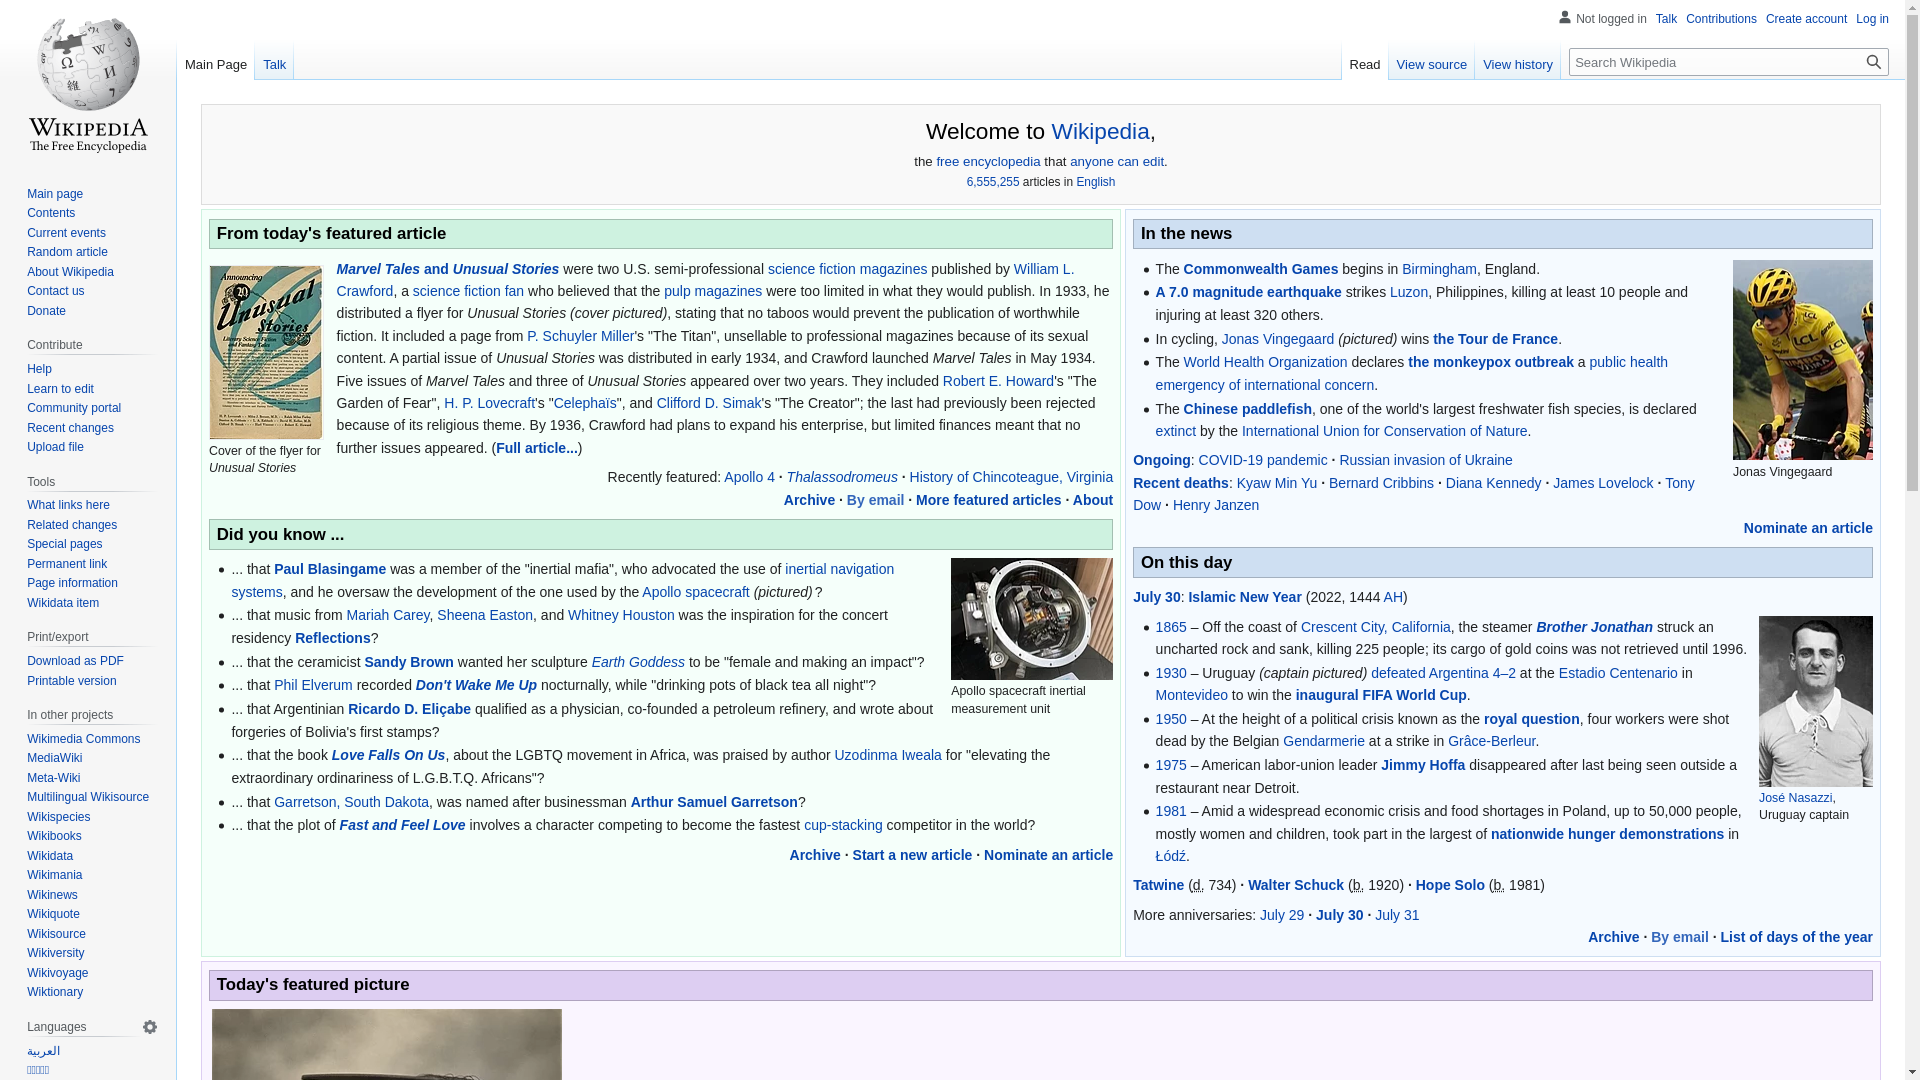 Not logged in Talk Contributions Create account Log in
Main Page Talk
Read View source View history Search Wikipedia
WIKIPEDIA
The Free Encyclopedia
Main page
Contents
Current events
Random article
About Wikipedia
Contact us
Donate
Contribute
Help
Learn to edit
Community portal
Recent changes
Upload file
Tools
What links here
Related changes
Special pages
Permanent link
Page information
Wikidata item
Print/export
Download as PDF
Printable version
In other projects
Wikimedia Commons
MediaWiki
Meta-Wiki
Multilingual Wikisource
Wikispecies
Wikibooks
Wikidata
Wikimania
Wikinews
Wikiquote
Wikisource
Wikiversity
Wikivoyage
Wiktionary
Languages
العربية
Welcome to Wikipedia,
the free encyclopedia that anyone can edit.
6,555,255 articles in English
From today's featured article
Announcing
Unusual
Stories
Cover of the flyer for
Unusual Stories
Marvel Tales and Unusual Stories were two U.S. semi-professional science fiction magazines published by William L.
Crawford, a science fiction fan who believed that the pulp magazines were too limited in what they would publish. In 1933, he
distributed a flyer for Unusual Stories (cover pictured), stating that no taboos would prevent the publication of worthwhile
fiction. It included a page from P. Schuyler Miller's "The Titan", unsellable to professional magazines because of its sexual
content. A partial issue of Unusual Stories was distributed in early 1934, and Crawford launched Marvel Tales in May 1934.
Five issues of Marvel Tales and three of Unusual Stories appeared over two years. They included Robert E. Howard's "The
Garden of Fear", H. P. Lovecraft's "Celephaïs", and Clifford D. Simak's "The Creator"; the last had previously been rejected
because of its religious theme. By 1936, Crawford had plans to expand his enterprise, but limited finances meant that no
further issues appeared. (Full article...)
Recently featured: Apollo 4 · Thalassodromeus · History of Chincoteague, Virginia
Archive · By email · More featured articles · About
Did you know ...
... that Paul Blasingame was a member of the "inertial mafia", who advocated the use of inertial navigation
systems, and he oversaw the development of the one used by the Apollo spacecraft (pictured)?
... that music from Mariah Carey, Sheena Easton, and Whitney Houston was the inspiration for the concert
residency Reflections?
... that the ceramicist Sandy Brown wanted her sculpture Earth Goddess to be "female and making an impact"?
... that Phil Elverum recorded Don't Wake Me Up nocturnally, while "drinking pots of black tea all night"?
... that Argentinian Ricardo D. Eliçabe qualified as a physician, co-founded a petroleum refinery, and wrote about
forgeries of Bolivia's first stamps?
... that the book Love Falls On Us, about the LGBTQ movement in Africa, was praised by author Uzodinma Iweala for "elevating the
extraordinary ordinariness of L.G.B.T.Q. Africans"?
... that Garretson, South Dakota, was named after businessman Arthur Samuel Garretson?
... that the plot of Fast and Feel Love involves a character competing to become the fastest cup-stacking competitor in the world?
Apollo spacecraft inertial
measurement unit
Archive · Start a new article · Nominate an article
In the news
The Commonwealth Games begins in Birmingham, England.
A 7.0 magnitude earthquake strikes Luzon, Philippines, killing at least 10 people and
injuring at least 320 others.
In cycling, Jonas Vingegaard (pictured) wins the Tour de France.
The World Health Organization declares the monkeypox outbreak a public health
emergency of international concern.
The Chinese paddlefish, one of the world's largest freshwater fish species, is declared
extinct by the International Union for Conservation of Nature.
LCL
Jonas Vingegaard
Ongoing: COVID-19 pandemic · Russian invasion of Ukraine
Recent deaths: Kyaw Min Yu · Bernard Cribbins · Diana Kennedy · James Lovelock · Tony
Dow · Henry Janzen
Nominate an article
On this day
July 30: Islamic New Year (2022, 1444 AH)
1865 – Off the coast of Crescent City, California, the steamer Brother Jonathan struck an
uncharted rock and sank, killing 225 people; its cargo of gold coins was not retrieved until 1996.
1930 – Uruguay (captain pictured) defeated Argentina 4–2 at the Estadio Centenario in
Montevideo to win the inaugural FIFA World Cup.
1950 – At the height of a political crisis known as the royal question, four workers were shot
dead by the Belgian Gendarmerie at a strike in Grâce-Berleur.
1975 – American labor-union leader Jimmy Hoffa disappeared after last being seen outside a
restaurant near Detroit.
1981 – Amid a widespread economic crisis and food shortages in Poland, up to 50,000 people,
mostly women and children, took part in the largest of nationwide hunger demonstrations in
Łódź.
José Nasazzi,
Uruguay captain
Tatwine (d. 734) · Walter Schuck (b. 1920) · Hope Solo (b. 1981)
More anniversaries: July 29 · July 30 · July 31
Archive · By email · List of days of the year
Today's featured picture